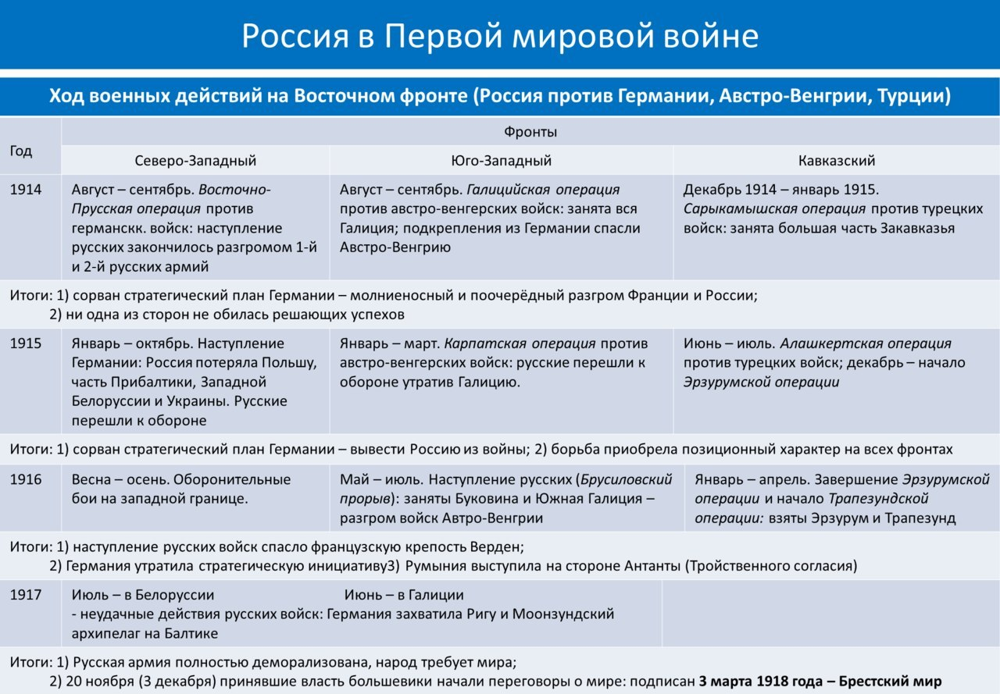 Россия в Первой мировой войне
Ход военных действий на Восточном фронте (Россия против Германии, Австро-Венгрии, Турции)
Год
Фронты
Северо-Западный
Юго-Западный
Кавказский
1914
Август – сентябрь. Восточно-
Прусская операция против
германскк. войск: наступление
русских закончилось разгромом 1-й
и 2-й русских армий
Август – сентябрь. Галицийская операция
против австро-венгерских войск: занята вся
Галиция; подкрепления из Германии спасли
Австро-Венгрию
Декабрь 1914 – январь 1915.
Сарыкамышская операция против турецких
войск: занята большая часть Закавказья
Итоги: 1) сорван стратегический план Германии – молниеносный и поочерёдный разгром Франции и России;
2) ни одна из сторон не обилась решающих успехов
1915
Январь – октябрь. Наступление
Германии: Россия потеряла Польшу,
часть Прибалтики, Западной
Белоруссии и Украины. Русские
перешли к обороне
Январь – март. Карпатская операция против
австро-венгерских войск: русские перешли к
обороне утратив Галицию.
Июнь – июль. Алашкертская операция
против турецких войск; декабрь – начало
Эрзурумской операции
Итоги: 1) сорван стратегический план Германии – вывести Россию из войны; 2) борьба приобрела позиционный характер на всех фронтах
1916
Весна – осень. Оборонительные
бои на западной границе.
Май – июль. Наступление русских (Брусиловский
прорыв): заняты Буковина и Южная Галиция –
разгром войск Автро-Венгрии
Январь – апрель. Завершение Эрзурумской
операции и начало Трапезундской
операции: взяты Эрзурум и Трапезунд
Итоги: 1) наступление русских войск спасло французскую крепость Верден;
2) Германия утратила стратегическую инициативу3) Румыния выступила на стороне Антанты (Тройственного согласия)
1917
Июль – в Белоруссии Июнь – в Галиции
- неудачные действия русских войск: Германия захватила Ригу и Моонзундский
архипелаг на Балтике
Итоги: 1) Русская армия полностью деморализована, народ требует мира;
2) 20 ноября (3 декабря) принявшие власть большевики начали переговоры о мире: подписан 3 марта 1918 года – Брестский мир